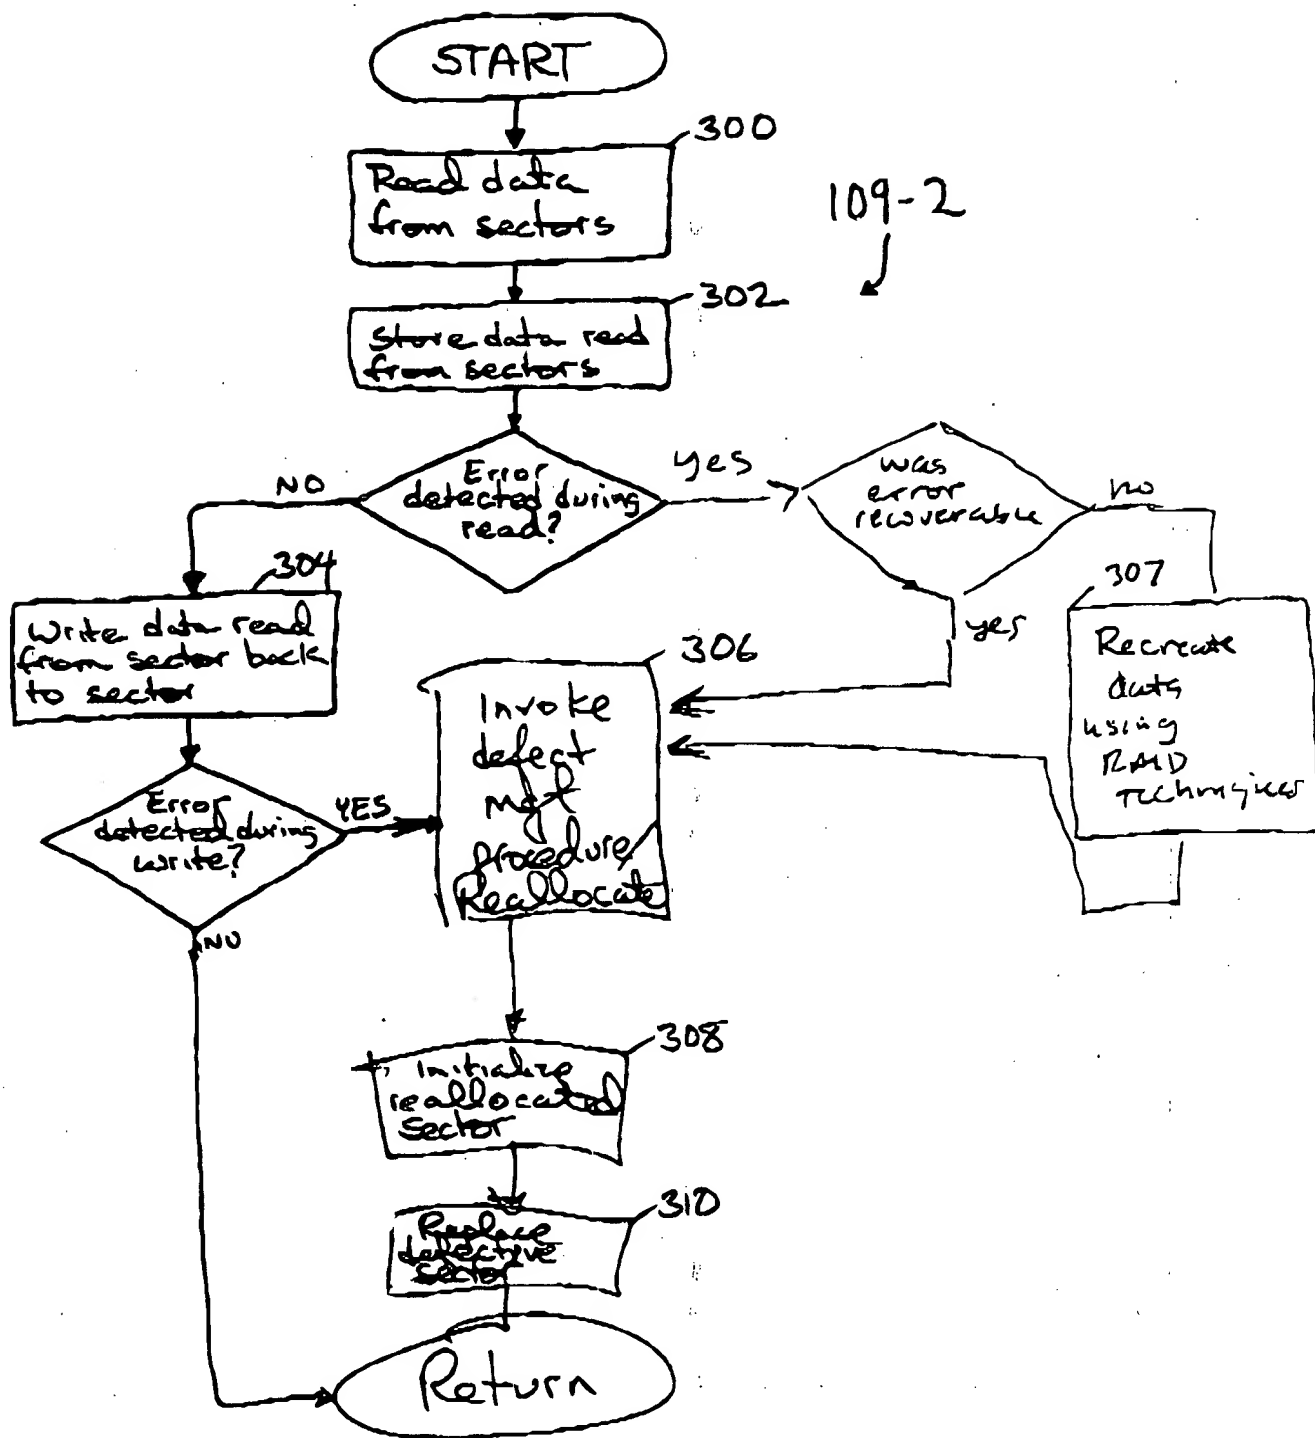 START
300
Read data
from sectors
109-2
302
Store data read
from sectors
Error
detected during
read?
NO
yes
was
error
recoverable
no
yes
304
Write data read
from sector back
to sector
307
Recreate
data
using
RAID
Techniques
306
Invoke
defect
mgt
procedure/
Reallocate
Error
detected during
write?
YES
NO
308
Initialize
reallocated
Sector
310
Replace
defective
sector
Return